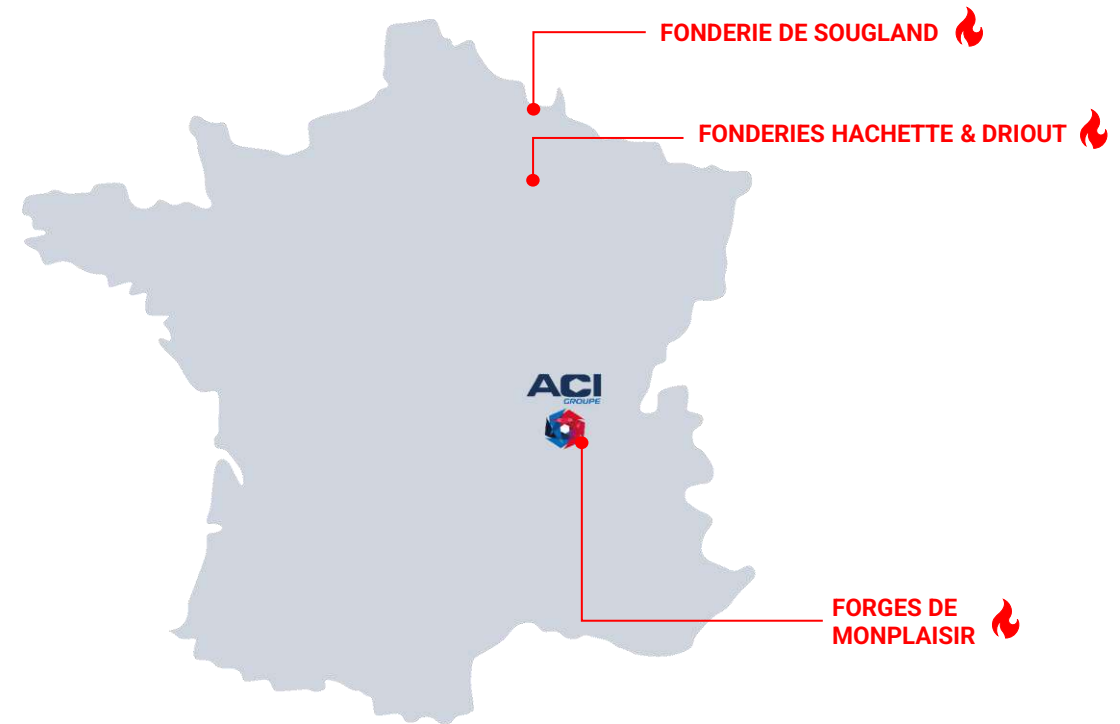 FONDERIE DE SOUGLAND
FONDERIES HACHETTE & DRIOUT
ACI
GROUPE
FORGES DE
MONPLAISIR